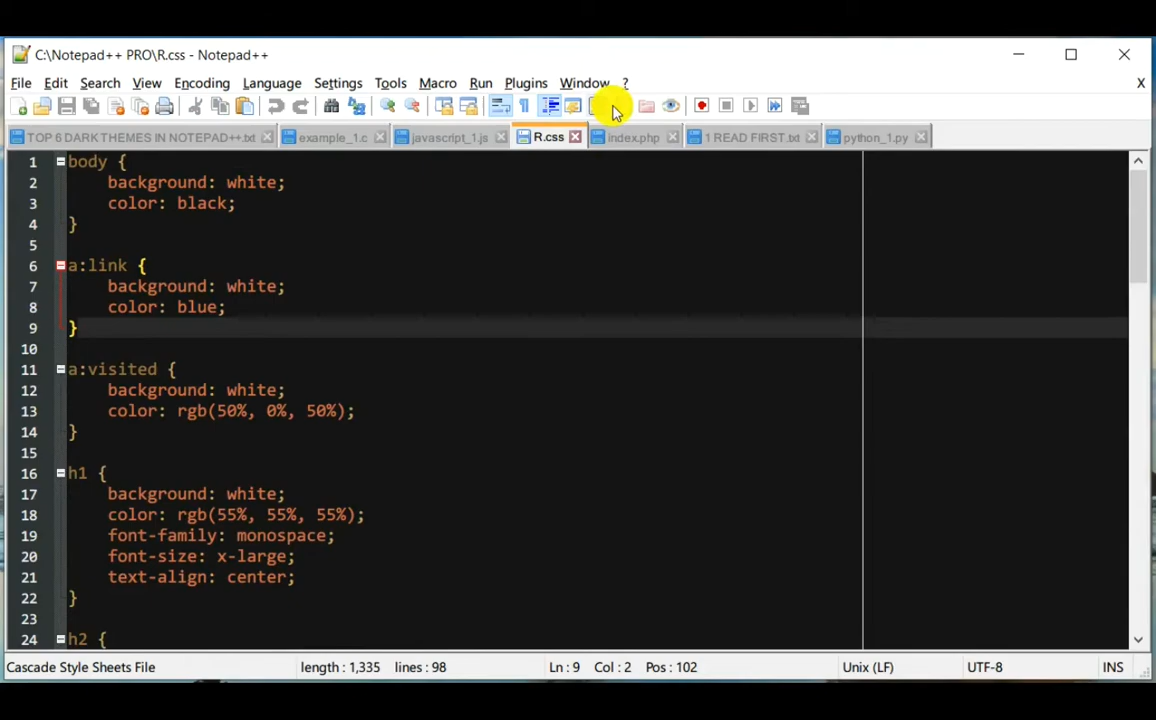 C:\Notepad++ PRO\R.css - Notepad++
File Edit Search View Encoding Language Settings Tools Macro Run Plugins Window ? X
TOP 6 DARK THEMES IN NOTEPAD++.txt example_1.c javascript_1.js R.css index.php 1 READ FIRST.txt python_1.py
1 body {
2 background: white;
3 color: black;
4 }
5
6 a:link {
7 background: white;
8 color: blue;
9 }
10
11 a:visited {
12 background: white;
13 color: rgb(50%, 0%, 50%);
14 }
15
16 h1 {
17 background: white;
18 color: rgb(55%, 55%, 55%);
19 font-family: monospace;
20 font-size: x-large;
21 text-align: center;
22 }
23
24 h2 {
Cascade Style Sheets File length : 1,335 lines : 98 Ln : 9 Col : 2 Pos : 102 Unix (LF) UTF-8 INS